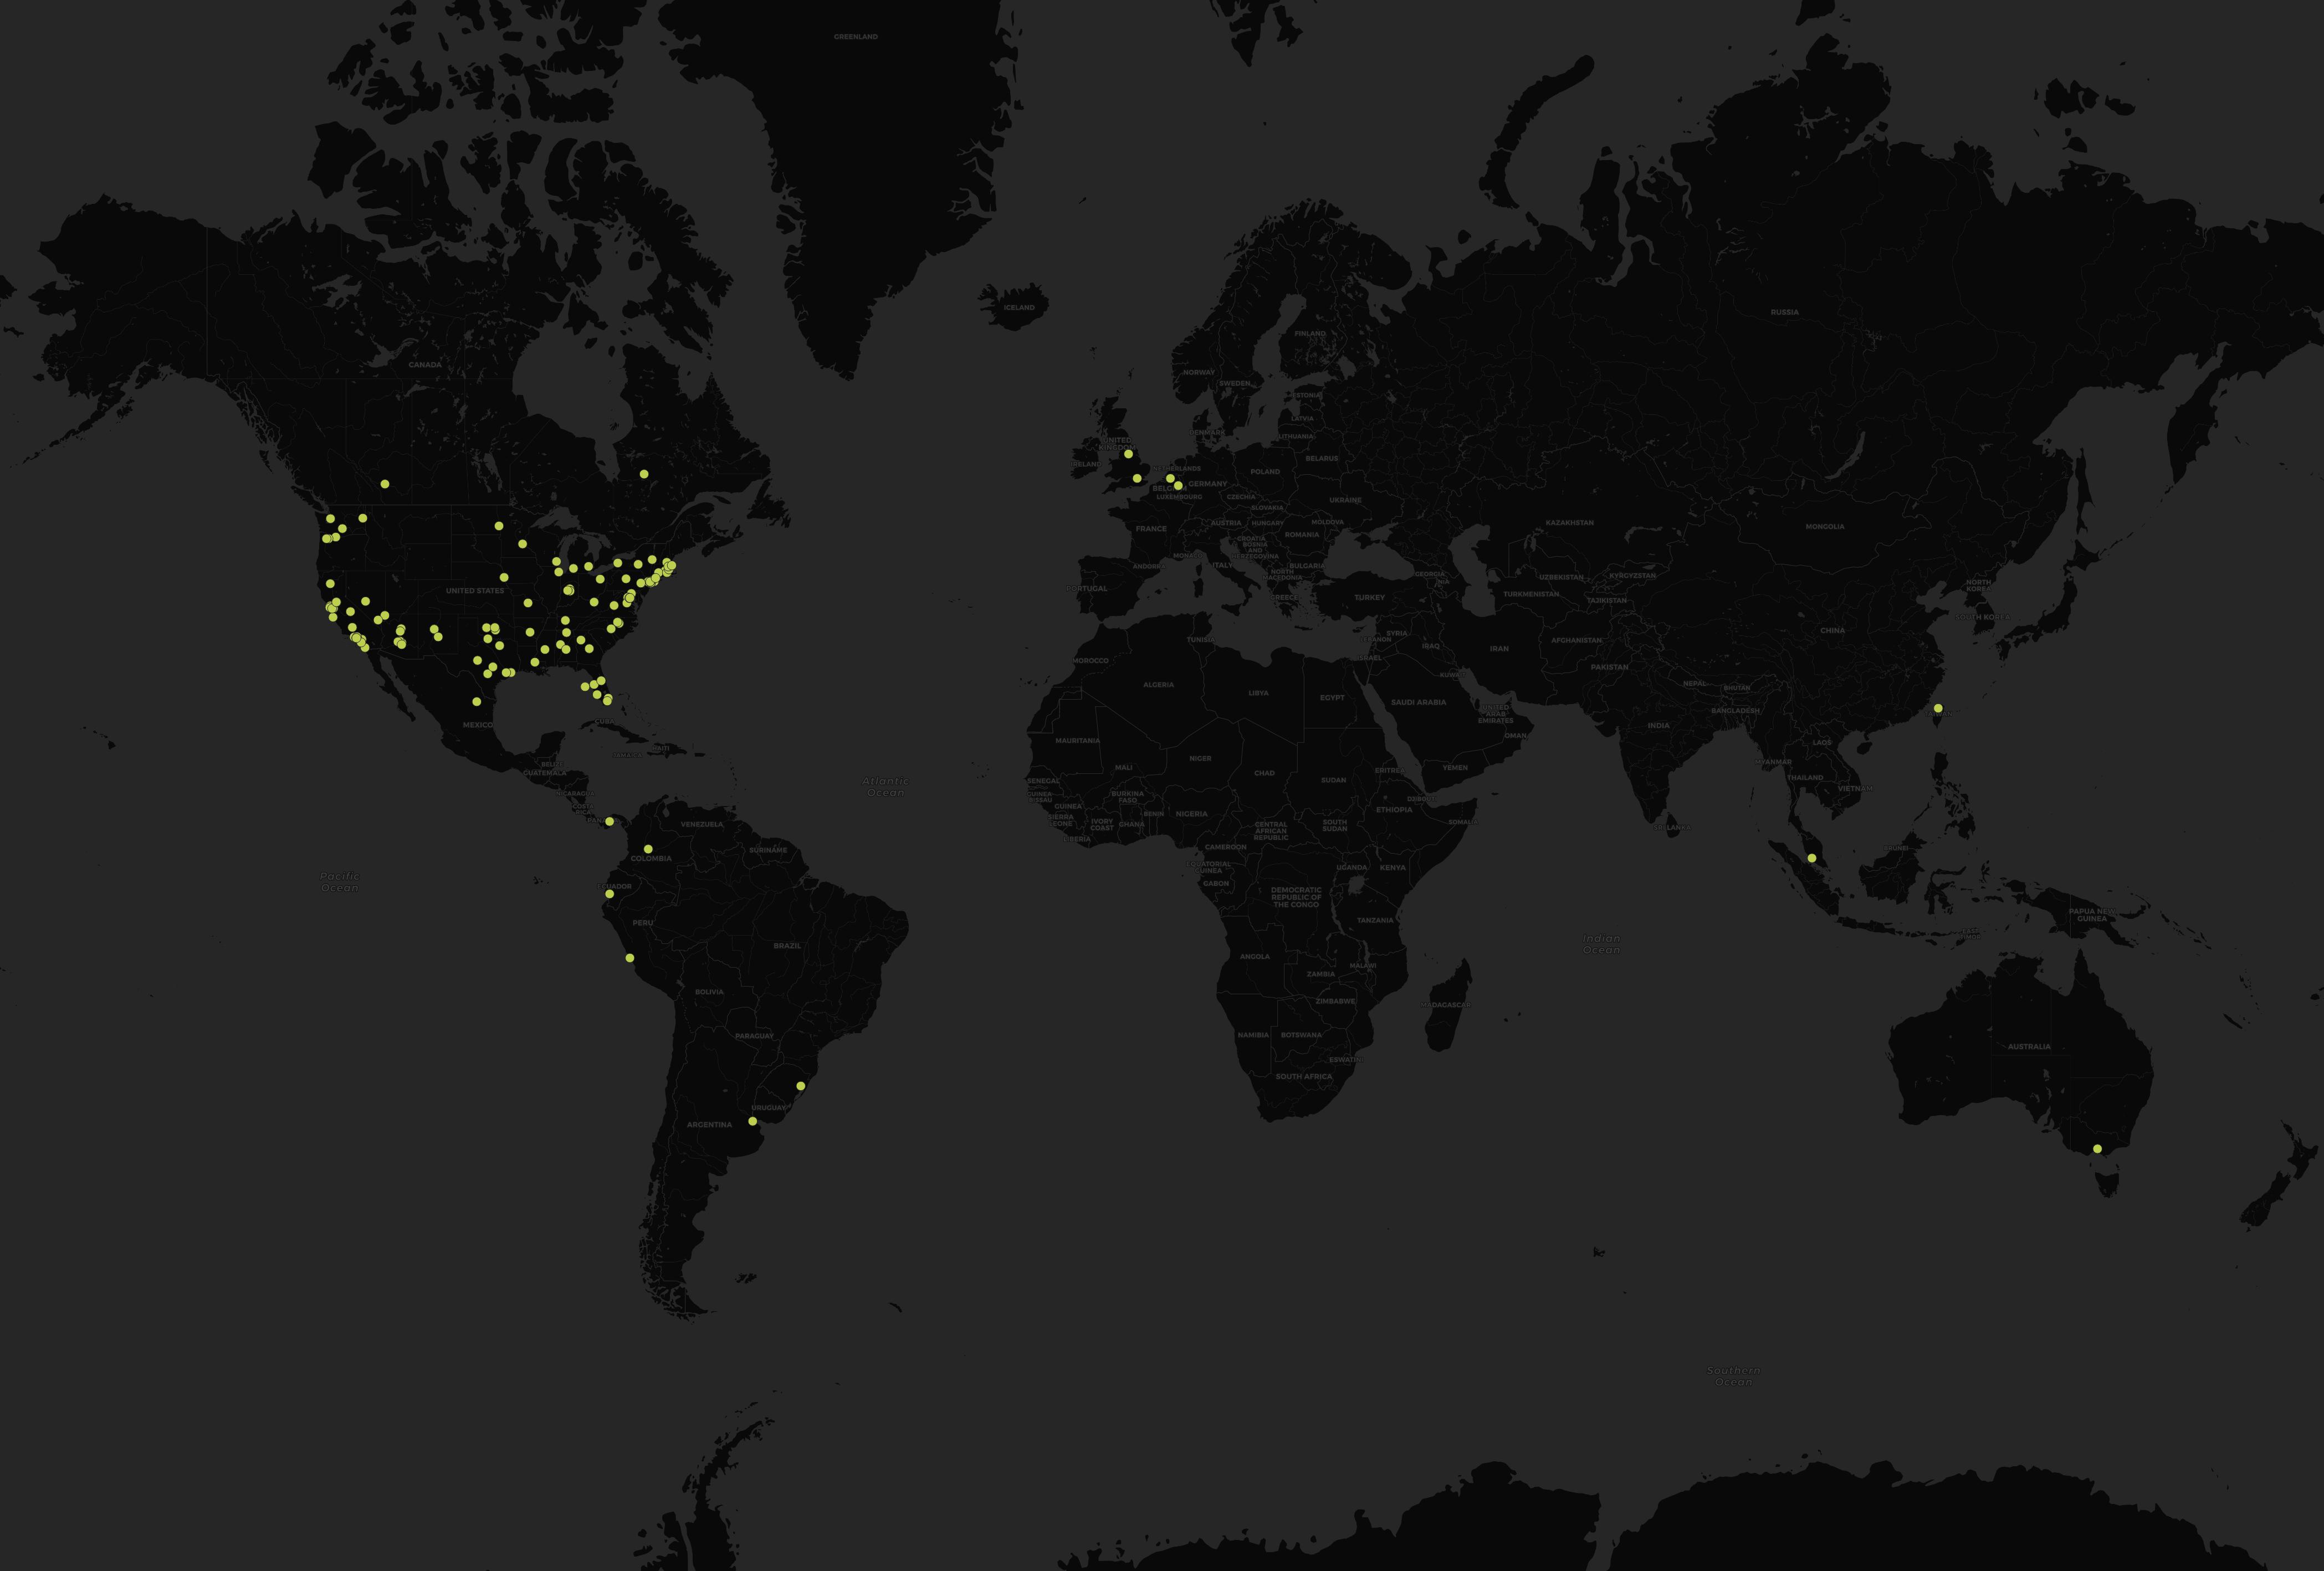 GREENLAND
ICELAND
RUSSIA
FINLAND
CANADA
NORWAY
SWEDEN
ESTONIA
LATVIA
LITHUANIA
UNITED
BELARUS
NETHERLANDS
POLAND
GERMANY
LUXEMBOURG
CZECHIA
UKRAINE
SLOVAKIA
FRANCE
AUSTRIA
HUNGARY
MOLDOVA
KAZAKHSTAN
MONGOLIA
ROMANIA
CROATIA
BOSNIA
AND
HERZEGOVINA
ITALY
BULGARIA
NORTH
MACEDONIA
GEORGIA
UZBEKISTAN
KYRGYZSTAN
UNITED STATES
PORTUGAL
GREECE
TURKEY
TURKMENISTAN
TAJIKISTAN
NORTH
KOREA
SOUTH KOREA
CHINA
TUNISIA
SYRIA
LEBANON
IRAQ
IRAN
AFGHANISTAN
ISRAEL
MOROCCO
PAKISTAN
KUWAIT
ALGERIA
LIBYA
EGYPT
SAUDI ARABIA
NEPAL
BHUTAN
UNITED
ARAB
EMIRATES
BANGLADESH
MEXICO
CUBA
INDIA
OMAN
MAURITANIA
LAOS
JAMAICA
HAITI
NIGER
MALI
CHAD
SUDAN
ERITREA
YEMEN
MYANMAR
THAILAND
BELIZE
GUATEMALA
Atlantic
Ocean
SENEGAL
VIETNAM
NICARAGUA
GUINEA
BISSAU
BURKINA
FASO
COSTA
RICA
GUINEA
BENIN
NIGERIA
ETHIOPIA
SIERRA
LEONE
IVORY
COAST
GHANA
CENTRAL
AFRICAN
REPUBLIC
SOUTH
SUDAN
SOMALIA
VENEZUELA
SRI LANKA
LIBERIA
CAMEROON
BRUNEI
SURINAME
COLOMBIA
EQUATORIAL
GUINEA
UGANDA
KENYA
Pacific
Ocean
GABON
ECUADOR
DEMOCRATIC
REPUBLIC OF
THE CONGO
PAPUA NEW
GUINEA
PERU
TANZANIA
BRAZIL
Indian
Ocean
ANGOLA
MALAWI
ZAMBIA
BOLIVIA
ZIMBABWE
MADAGASCAR
PARAGUAY
NAMIBIA
BOTSWANA
AUSTRALIA
ESWATINI
SOUTH AFRICA
URUGUAY
ARGENTINA
Southern
Ocean